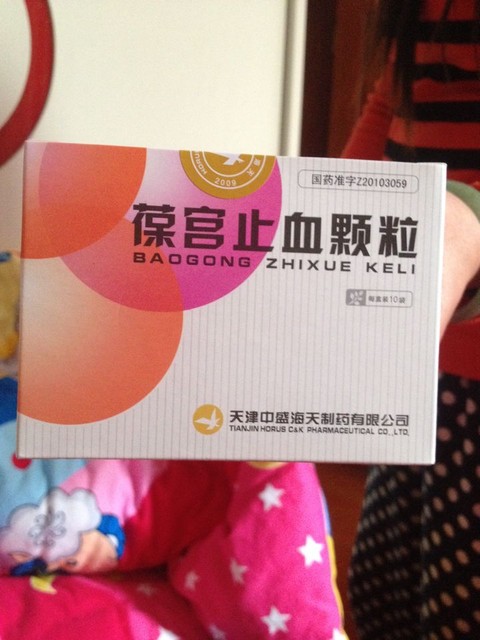 HORUS
2009
国药准字Z20103059
葆宫止血颗粒
BAOGONG ZHIXUE KELI
每盒装10袋
天津中盛海天制药有限公司
TIANJIN HORUS C&K PHARMACEUTICAL CO.,LTD.